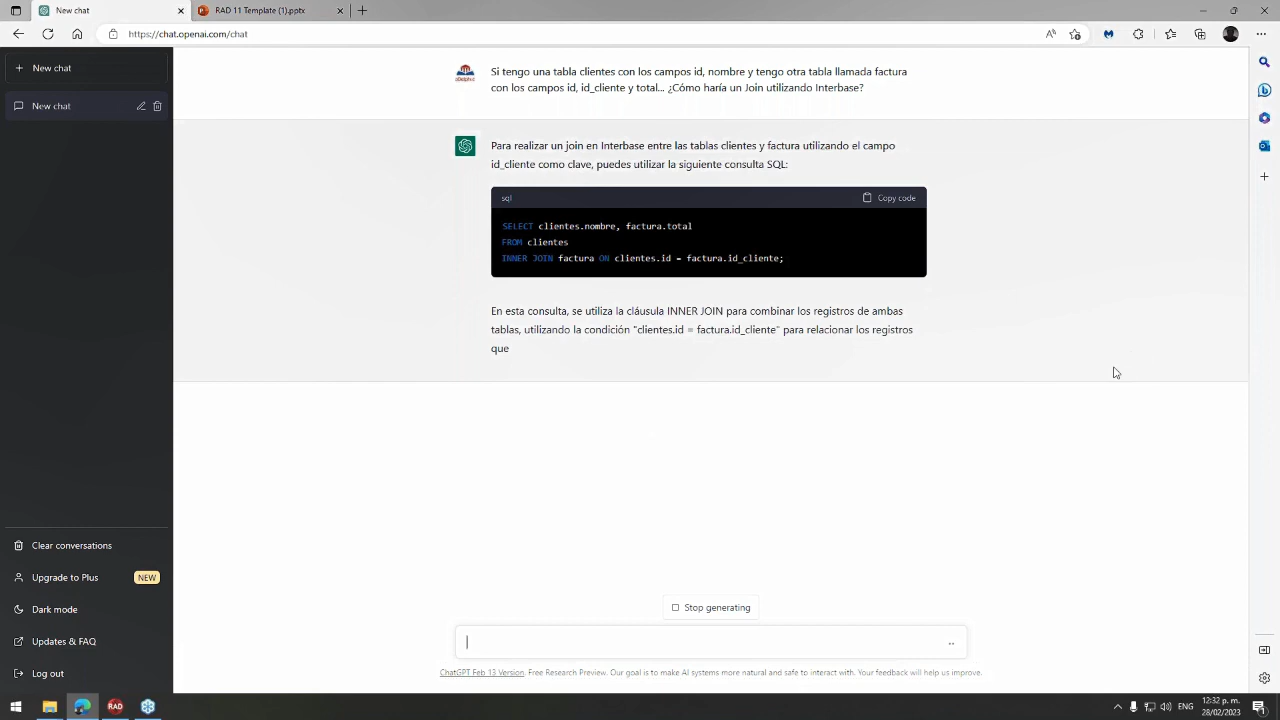 New chat
RAD 11 Template (1).pptx
https://chat.openai.com/chat
New chat
New chat
Si tengo una tabla clientes con los campos id, nombre y tengo otra tabla llamada factura
con los campos id, id_cliente y total... ¿Cómo haría un Join utilizando Interbase?
Para realizar un join en Interbase entre las tablas clientes y factura utilizando el campo
id_cliente como clave, puedes utilizar la siguiente consulta SQL:
sql
Copy code
SELECT clientes.nombre, factura.total
FROM clientes
INNER JOIN factura ON clientes.id = factura.id_cliente;
En esta consulta, se utiliza la cláusula INNER JOIN para combinar los registros de ambas
tablas, utilizando la condición "clientes.id = factura.id_cliente" para relacionar los registros
que
Clear conversations
Upgrade to Plus
NEW
Dark mode
Updates & FAQ
Log out
Stop generating
ChatGPT Feb 13 Version. Free Research Preview. Our goal is to make AI systems more natural and safe to interact with. Your feedback will help us improve.
RAD
ENG
12:32 p. m.
28/02/2023